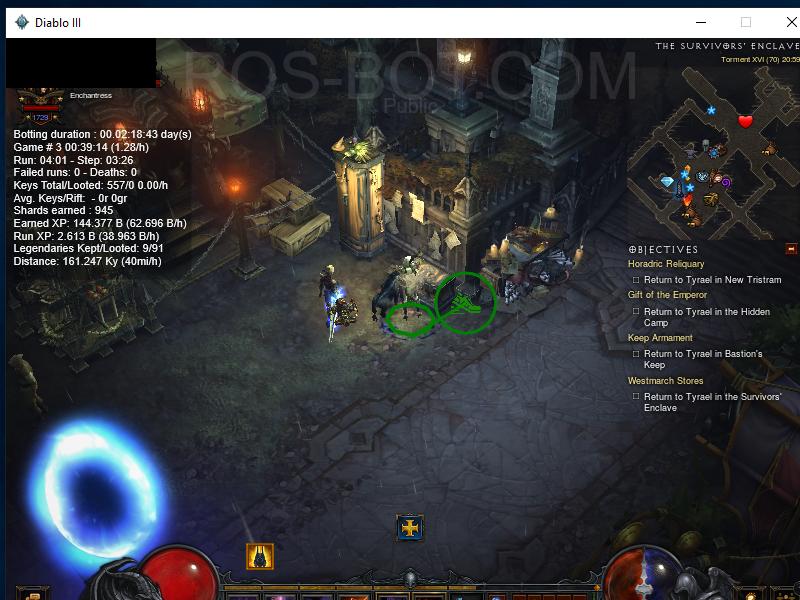 Diablo III
ROS-BOT.COM
Public
THE SURVIVORS' ENCLAVE
Torment XVI (70) 20:59
Enchantress
1729
Botting duration : 00.02:18:43 day(s)
Game # 3 00:39:14 (1.28/h)
Run: 04:01 - Step: 03:26
Failed runs: 0 - Deaths: 0
Keys Total/Looted: 557/0 0.00/h
Avg. Keys/Rift:  - 0r 0gr
Shards earned : 945
Earned XP: 144.377 B (62.696 B/h)
Run XP: 2.613 B (38.963 B/h)
Legendaries Kept/Looted: 9/91
Distance: 161.247 Ky (40mi/h)
OBJECTIVES
Horadric Reliquary
Return to Tyrael in New Tristram
Gift of the Emperor
Return to Tyrael in the Hidden
Camp
Keep Armament
Return to Tyrael in Bastion's
Keep
Westmarch Stores
Return to Tyrael in the Survivors'
Enclave